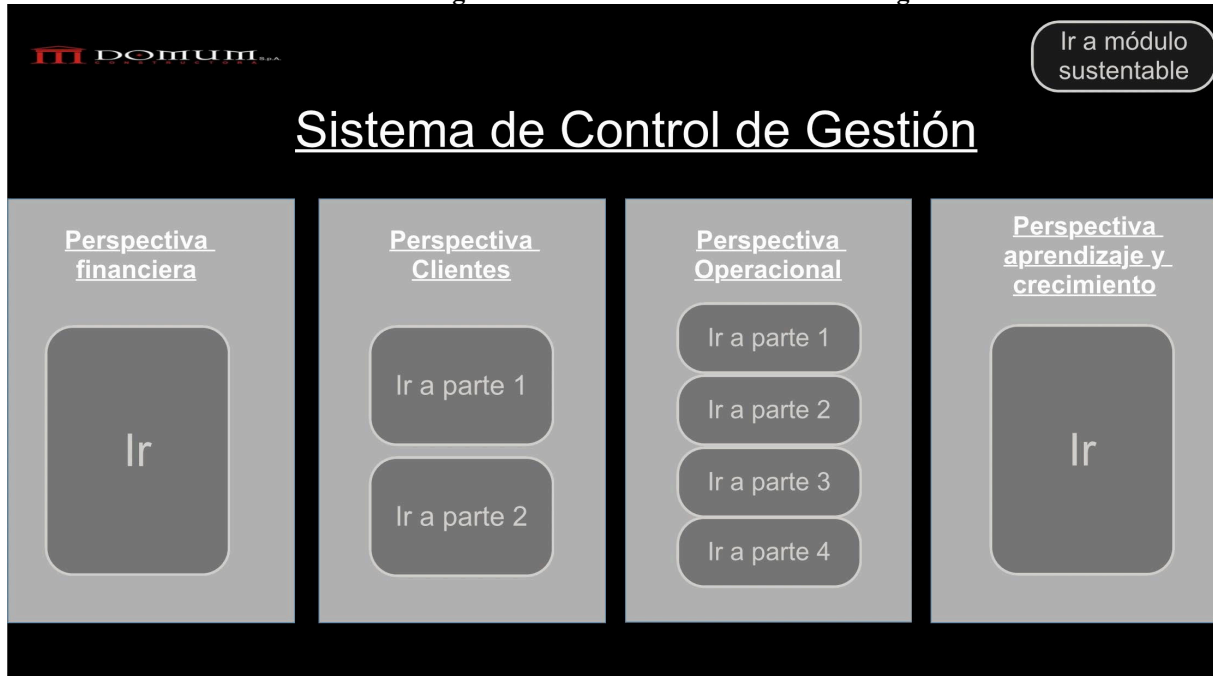 DOMUM S.p.A.
CONSTRUCTORA
Ir a módulo
sustentable
Sistema de Control de Gestión
Perspectiva
financiera
Ir
Perspectiva
Clientes
Ir a parte 1
Ir a parte 2
Perspectiva
Operacional
Ir a parte 1
Ir a parte 2
Ir a parte 3
Ir a parte 4
Perspectiva
aprendizaje y
crecimiento
Ir